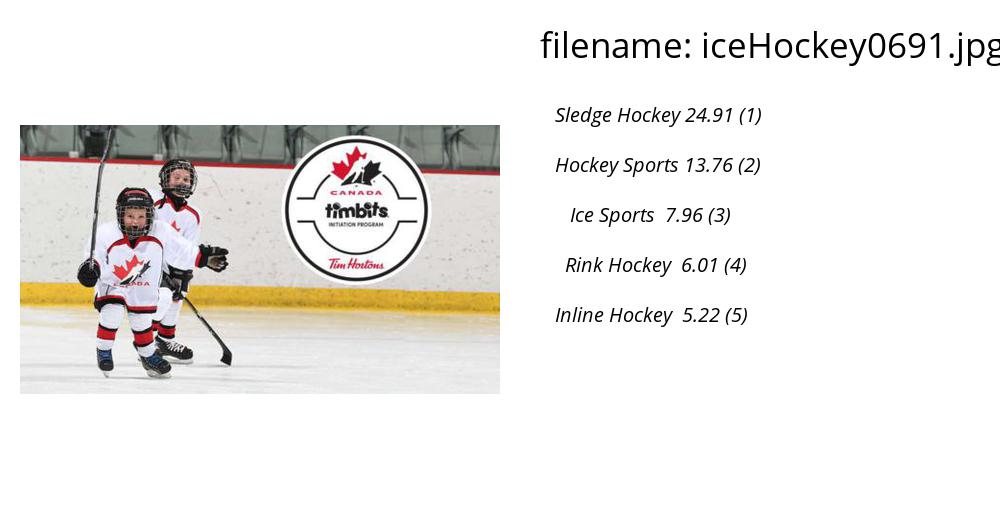 filename: iceHockey0691.jpg
Sledge Hockey 24.91 (1)
Hockey Sports 13.76 (2)
Ice Sports 7.96 (3)
Rink Hockey 6.01 (4)
Inline Hockey 5.22 (5)
CANADA
timbits
INITIATION PROGRAM
Tim Hortons
CANADA